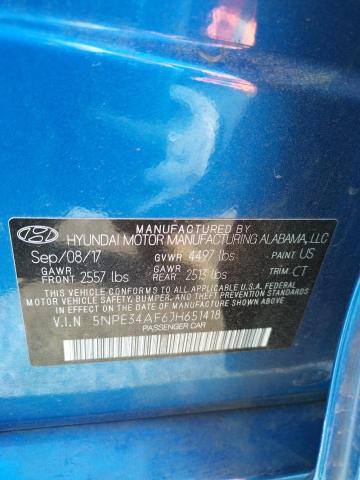 MANUFACTURED BY
HYUNDAI MOTOR MANUFACTURING ALABAMA, LLC
Sep/08/17 GVWR 4497 lbs PAINT US
GAWR FRONT 2557 lbs GAWR REAR 2513 lbs TRIM CT
THIS VEHICLE CONFORMS TO ALL APPLICABLE U.S.A FEDERAL
MOTOR VEHICLE SAFETY, BUMPER, AND THEFT PREVENTION
STANDARDS IN EFFECT ON THE DATE OF MANUFACTURE SHOWN ABOVE.
V.I.N 5NPE34AF6JH651418
PASSENGER CAR